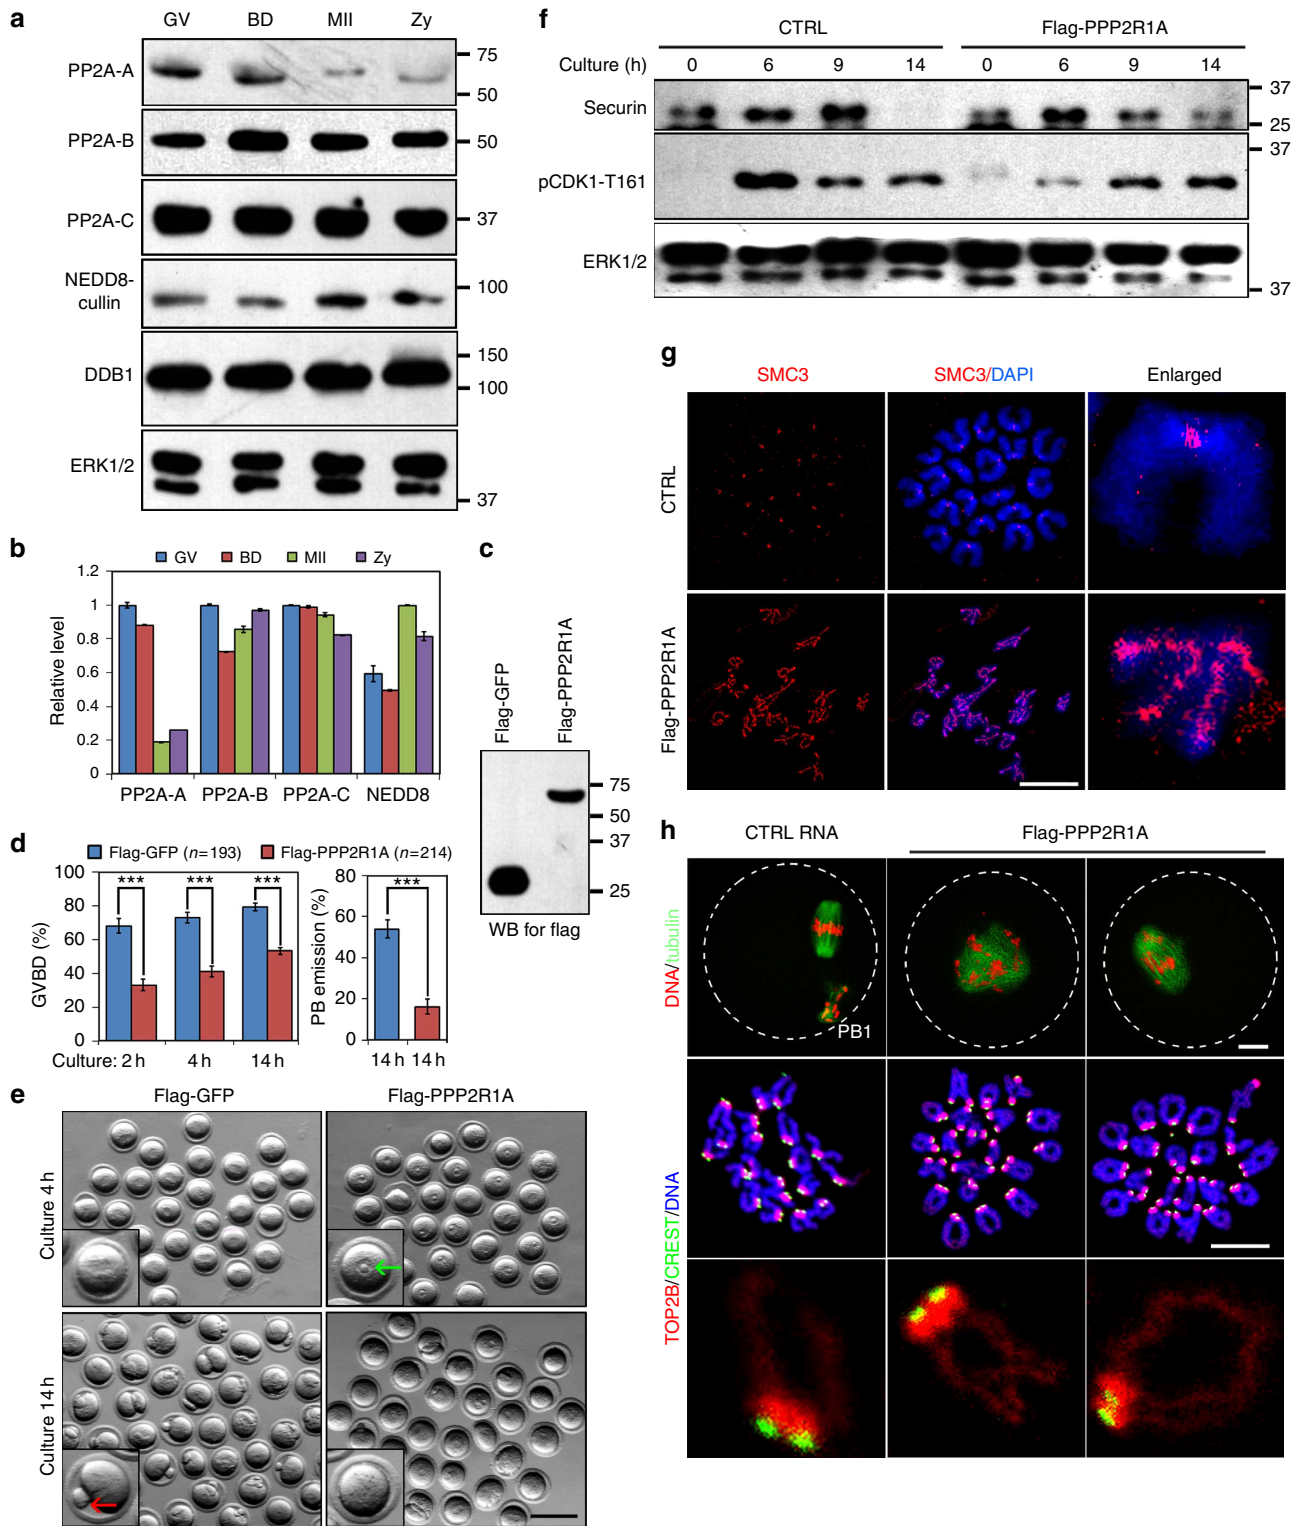 a
GV BD MII Zy
PP2A-A
75
50
PP2A-B
50
PP2A-C
37
NEDD8-
cullin
100
DDB1
150
100
ERK1/2
37
b
GV BD MII Zy
Relative level
1.2
1
0.8
0.6
0.4
0.2
0
PP2A-A PP2A-B PP2A-C NEDD8
c
Flag-GFP
Flag-PPP2R1A
75
50
37
25
WB for flag
d
Flag-GFP (n=193) Flag-PPP2R1A (n=214)
GVBD (%)
100
80
60
40
20
0
*** *** ***
Culture: 2 h 4 h 14 h
PB emission (%)
80
60
40
20
0
***
14 h 14 h
e
Flag-GFP Flag-PPP2R1A
Culture 4 h
Culture 14 h
f
CTRL Flag-PPP2R1A
Culture (h) 0 6 9 14 0 6 9 14
Securin
37
25
pCDK1-T161
37
ERK1/2
37
g
SMC3 SMC3/DAPI Enlarged
CTRL
Flag-PPP2R1A
h
CTRL RNA Flag-PPP2R1A
DNA/tubulin
PB1
TOP2B/CREST/DNA